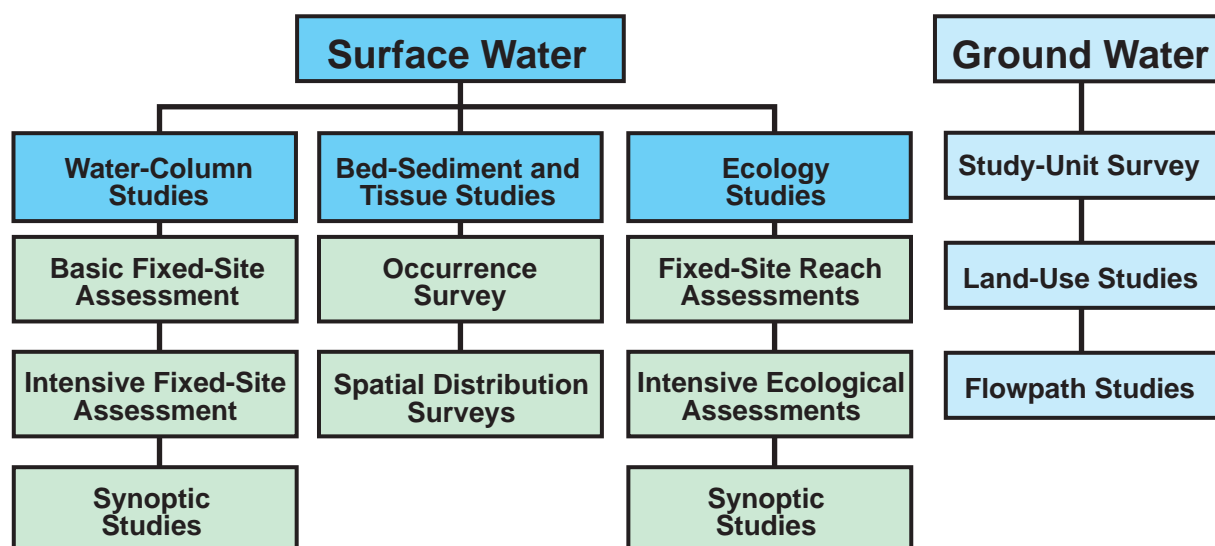 Surface Water
Ground Water
Water-Column
Studies
Bed-Sediment and
Tissue Studies
Ecology
Studies
Study-Unit Survey
Basic Fixed-Site
Assessment
Occurrence
Survey
Fixed-Site Reach
Assessments
Land-Use Studies
Intensive Fixed-Site
Assessment
Spatial Distribution
Surveys
Intensive Ecological
Assessments
Flowpath Studies
Synoptic
Studies
Synoptic
Studies